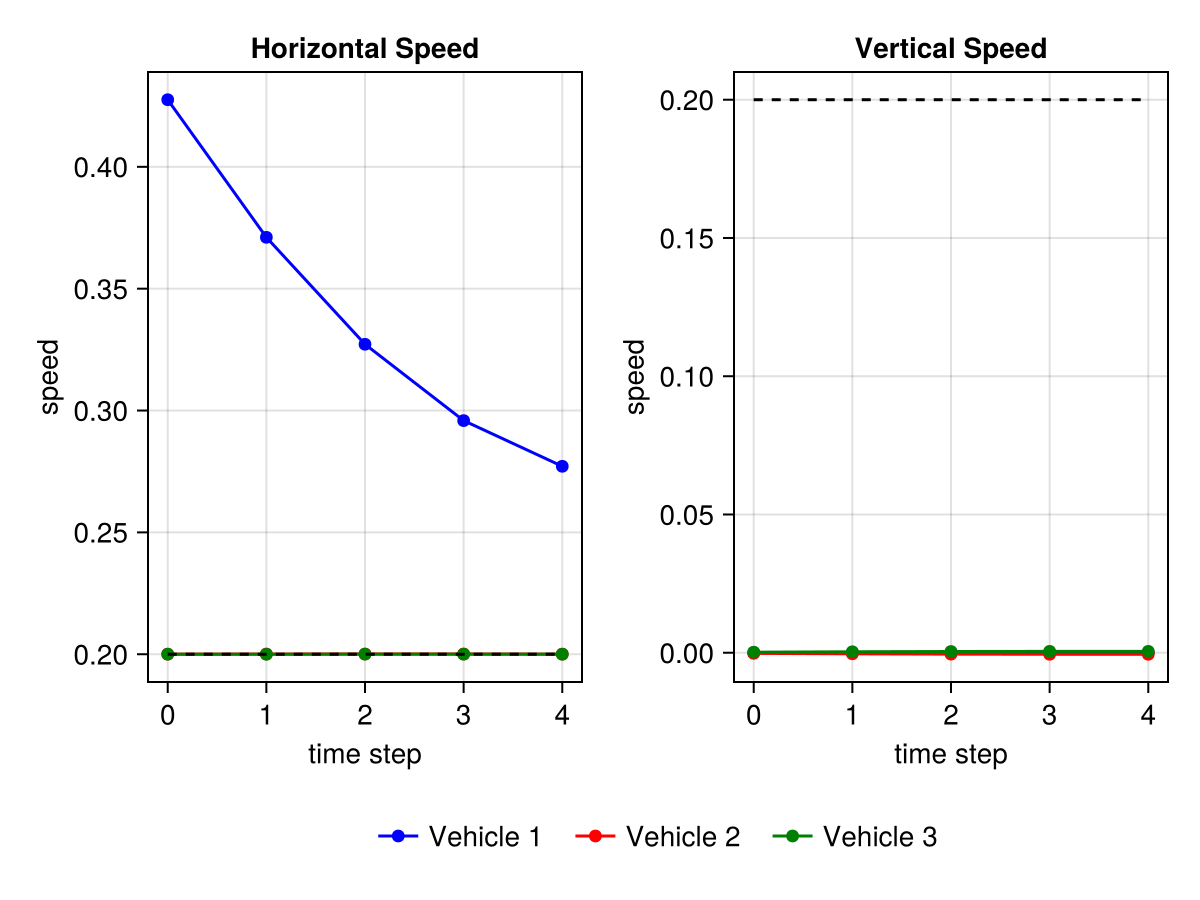 Horizontal Speed
0.40
0.35
0.30
0.25
0.20
speed
0 1 2 3 4
time step
Vertical Speed
0.20
0.15
0.10
0.05
0.00
speed
0 1 2 3 4
time step
Vehicle 1 Vehicle 2 Vehicle 3